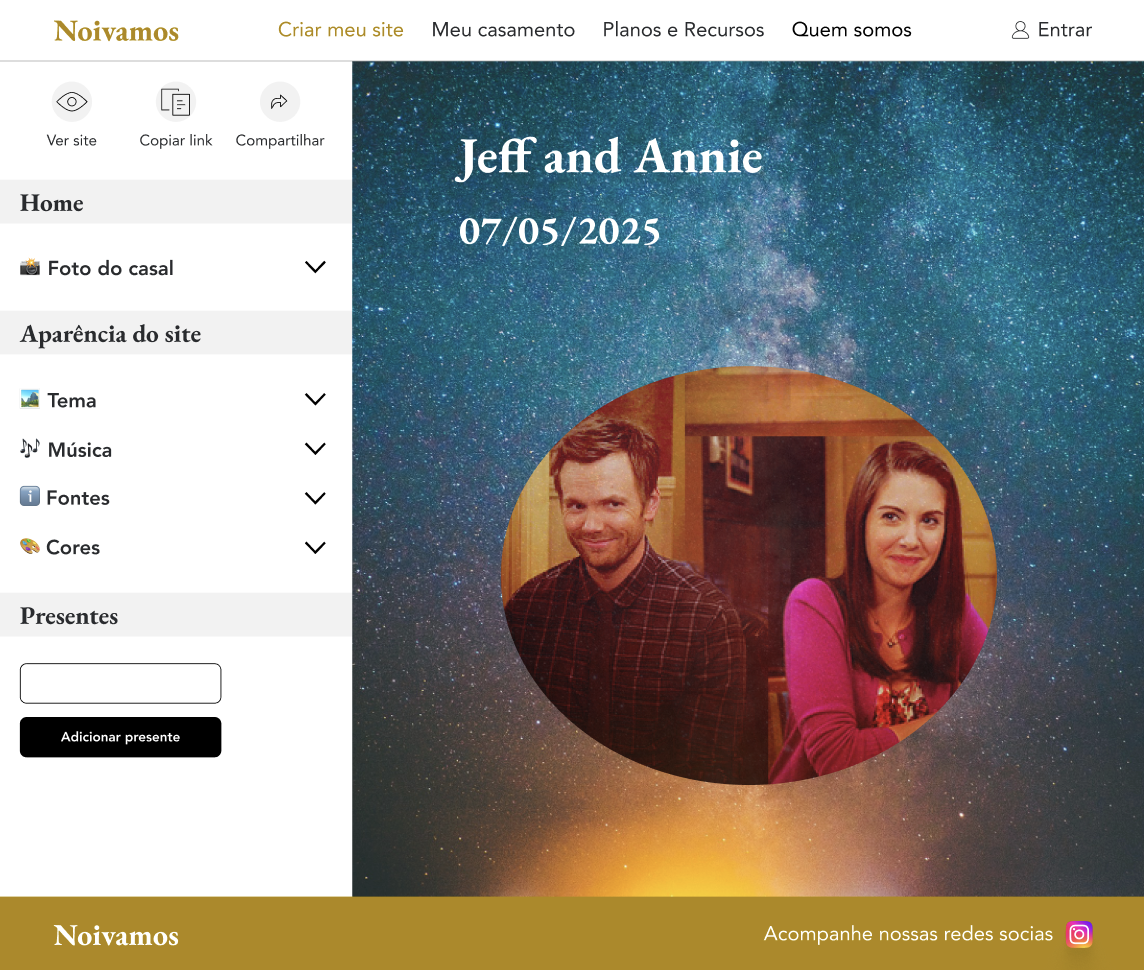 Noivamos
Criar meu site
Meu casamento
Planos e Recursos
Quem somos
Entrar
Ver site
Copiar link
Compartilhar
Home
Foto do casal
Aparência do site
Tema
Música
Fontes
Cores
Presentes
Adicionar presente
Jeff and Annie
07/05/2025
Noivamos
Acompanhe nossas redes socias